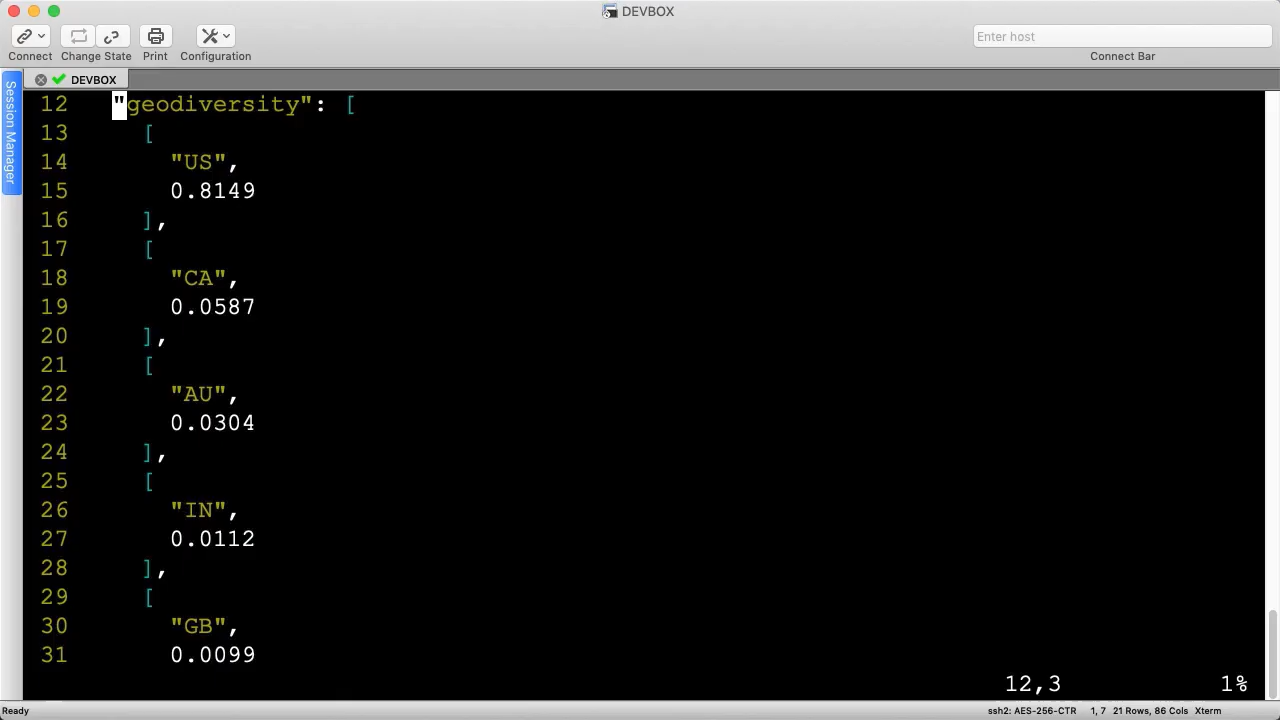 DEVBOX
Connect Change State Print Configuration
Enter host
Connect Bar
Session Manager
DEVBOX
12 "geodiversity": [
13 [
14 "US",
15 0.8149
16 ],
17 [
18 "CA",
19 0.0587
20 ],
21 [
22 "AU",
23 0.0304
24 ],
25 [
26 "IN",
27 0.0112
28 ],
29 [
30 "GB",
31 0.0099
12,3 1%
Ready ssh2: AES-256-CTR 1, 7 21 Rows, 86 Cols Xterm